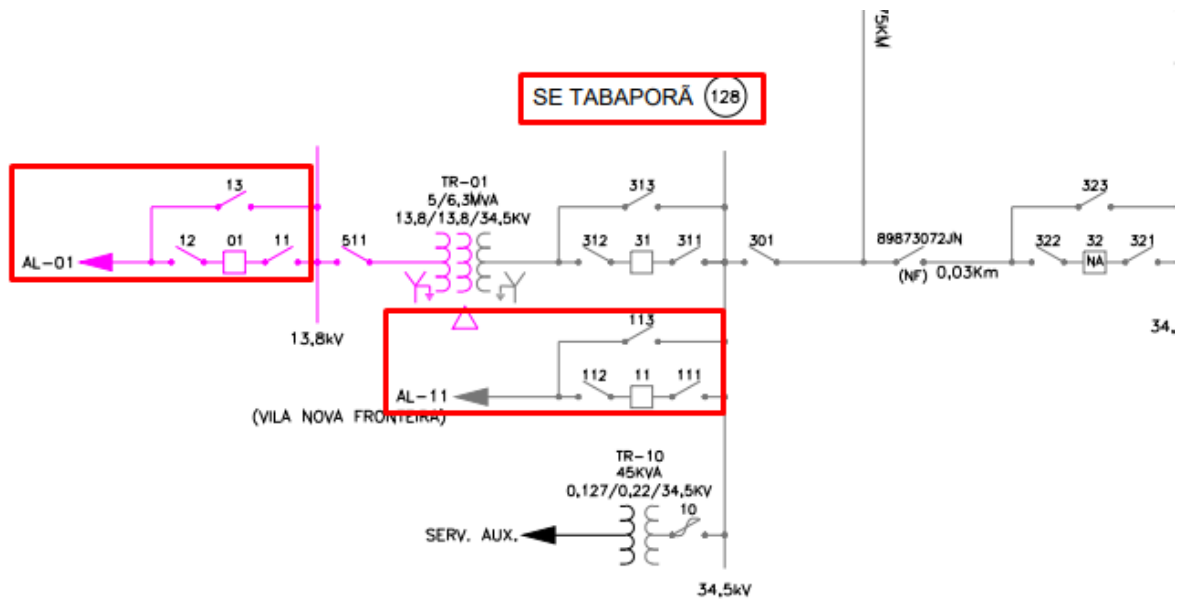 75KM
SE TABAPORÃ 128
13
12 01 11
AL-01
511
13,8kV
TR-01
5/6,3MVA
13,8/13,8/34,5KV
313
312 31 311
301
89873072JN
(NF) 0,03Km
323
322 32 321
NA
34,
113
112 11 111
AL-11
(VILA NOVA FRONTEIRA)
TR-10
45KVA
0,127/0,22/34,5KV
10
SERV. AUX.
34,5kV